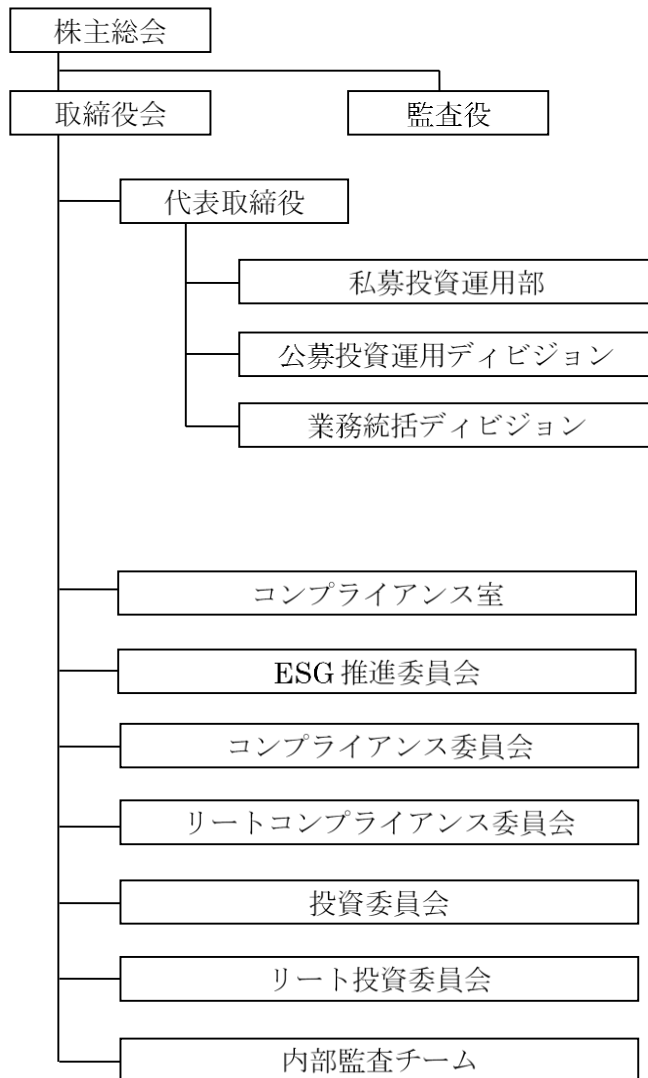 株主総会
取締役会
監査役
代表取締役
私募投資運用部
公募投資運用ディビジョン
業務統括ディビジョン
コンプライアンス室
ESG 推進委員会
コンプライアンス委員会
リートコンプライアンス委員会
投資委員会
リート投資委員会
内部監査チーム